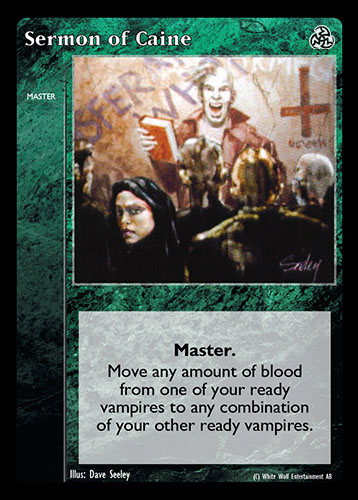 Sermon of Caine
MASTER
Seeley
Master.
Move any amount of blood
from one of your ready
vampires to any combination
of your other ready vampires.
Illus: Dave Seeley
(C) White Wolf Entertainment AB